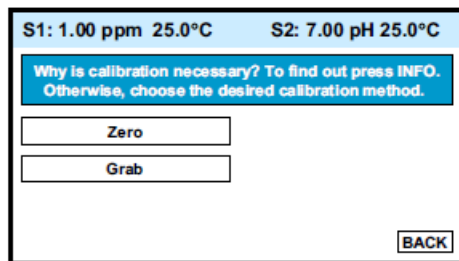 S1: 1.00 ppm 25.0°C S2: 7.00 pH 25.0°C
Why is calibration necessary? To find out press INFO.
Otherwise, choose the desired calibration method.
Zero
Grab
BACK